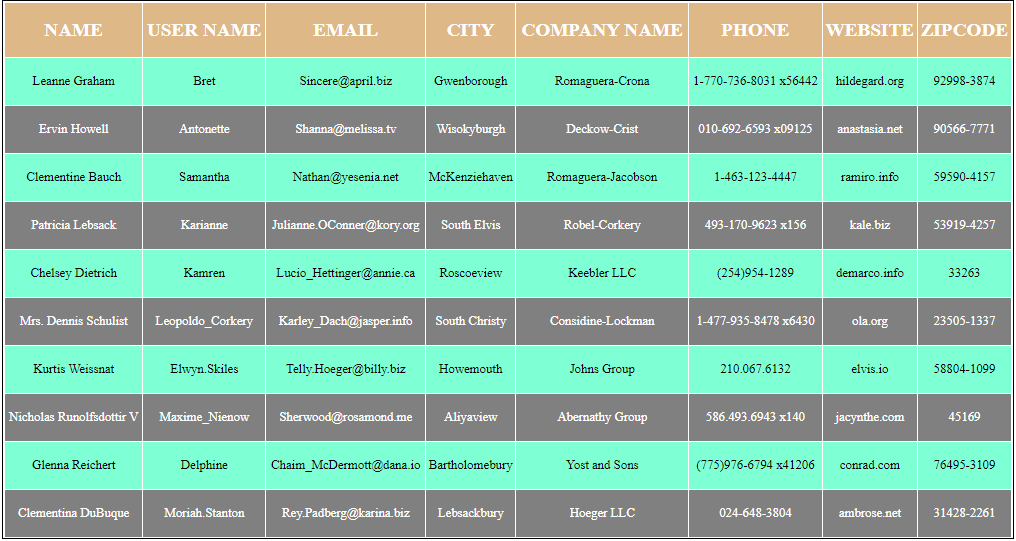 NAME USER NAME EMAIL CITY COMPANY NAME PHONE WEBSITE ZIPCODE
Leanne Graham Bret Sincere@april.biz Gwenborough Romaguera-Crona 1-770-736-8031 x56442 hildegard.org 92998-3874
Ervin Howell Antonette Shanna@melissa.tv Wisokyburgh Deckow-Crist 010-692-6593 x09125 anastasia.net 90566-7771
Clementine Bauch Samantha Nathan@yesenia.net McKenziehaven Romaguera-Jacobson 1-463-123-4447 ramiro.info 59590-4157
Patricia Lebsack Karianne Julianne.OConner@kory.org South Elvis Robel-Corkery 493-170-9623 x156 kale.biz 53919-4257
Chelsey Dietrich Kamren Lucio_Hettinger@annie.ca Roscoeview Keebler LLC (254)954-1289 demarco.info 33263
Mrs. Dennis Schulist Leopoldo_Corkery Karley_Dach@jasper.info South Christy Considine-Lockman 1-477-935-8478 x6430 ola.org 23505-1337
Kurtis Weissnat Elwyn.Skiles Telly.Hoeger@billy.biz Howemouth Johns Group 210.067.6132 elvis.io 58804-1099
Nicholas Runolfsdottir V Maxime_Nienow Sherwood@rosamond.me Aliyaview Abernathy Group 586.493.6943 x140 jacynthe.com 45169
Glenna Reichert Delphine Chaim_McDermott@dana.io Bartholomebury Yost and Sons (775)976-6794 x41206 conrad.com 76495-3109
Clementina DuBuque Moriah.Stanton Rey.Padberg@karina.biz Lebsackbury Hoeger LLC 024-648-3804 ambrose.net 31428-2261